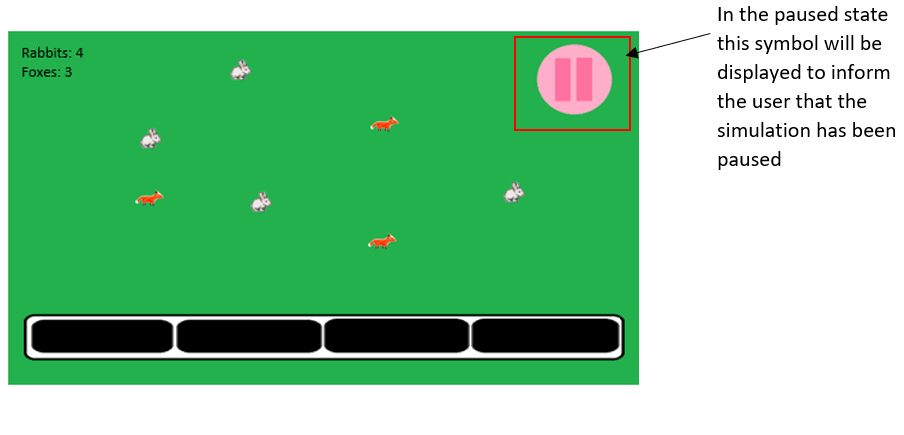 Rabbits: 4
Foxes: 3
In the paused state
this symbol will be
displayed to inform
the user that the
simulation has been
paused